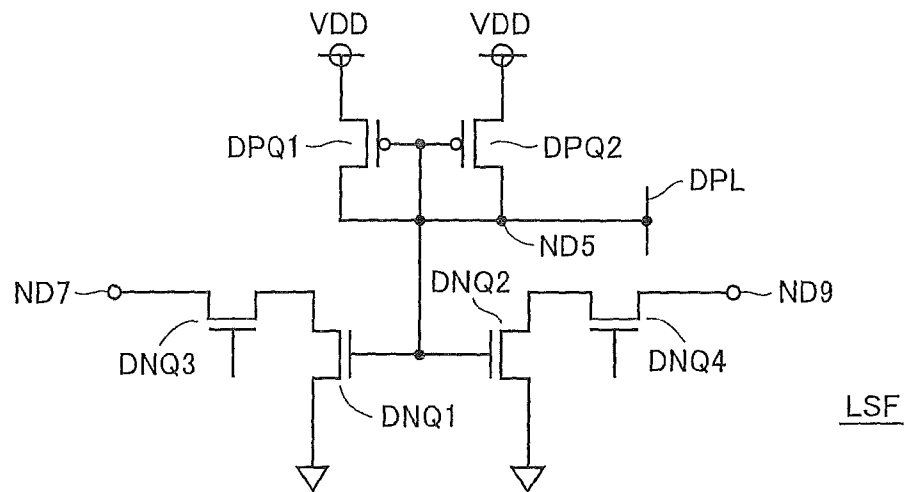 VDD VDD
DPQ1 DPQ2
DPL
ND5
ND7 DNQ2 ND9
DNQ3 DNQ4
DNQ1
LSF